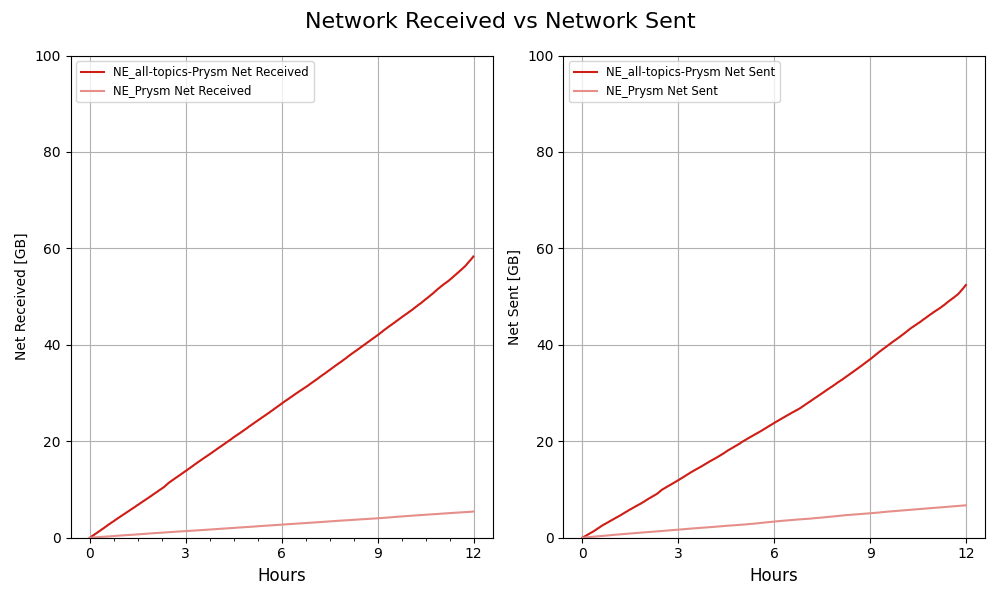 Network Received vs Network Sent
NE_all-topics-Prysm Net Received
NE_Prysm Net Received
100
80
60
40
20
0
Net Received [GB]
0 3 6 9 12
Hours
NE_all-topics-Prysm Net Sent
NE_Prysm Net Sent
100
80
60
40
20
0
Net Sent [GB]
0 3 6 9 12
Hours